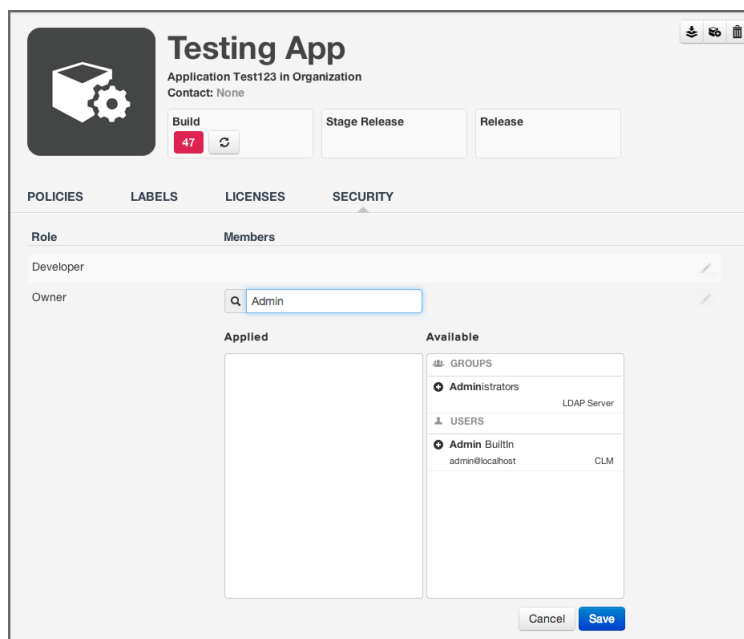 Testing App
Application Test123 in Organization
Contact: None
Build
Stage Release
Release
47
POLICIES
LABELS
LICENSES
SECURITY
Role
Members
Developer
Owner
Admin
Applied
Available
GROUPS
Administrators
LDAP Server
USERS
Admin BuiltIn
admin@localhost
CLM
Cancel
Save